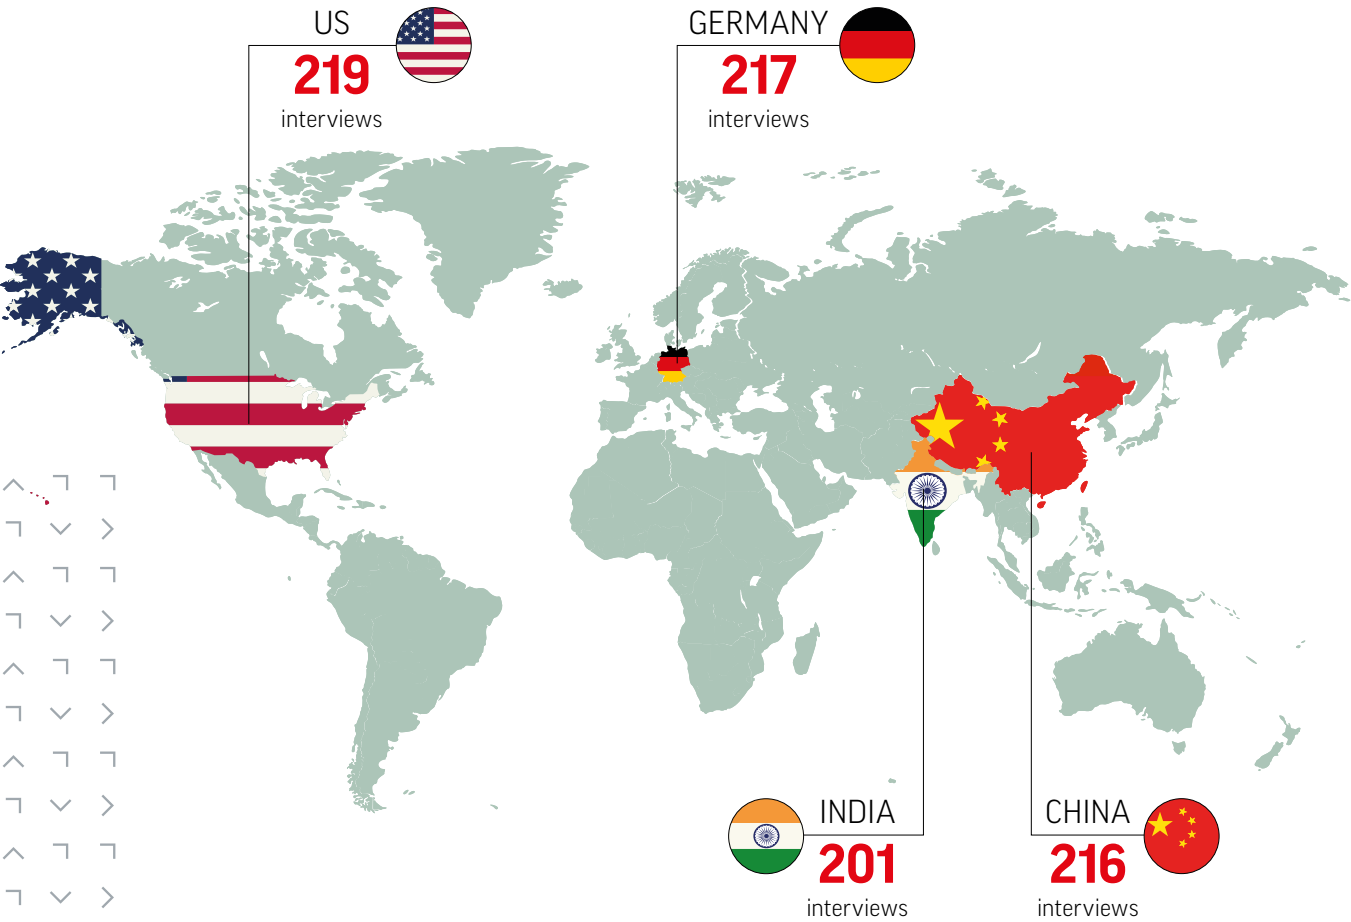 US
219
interviews
GERMANY
217
interviews
INDIA
201
interviews
CHINA
216
interviews